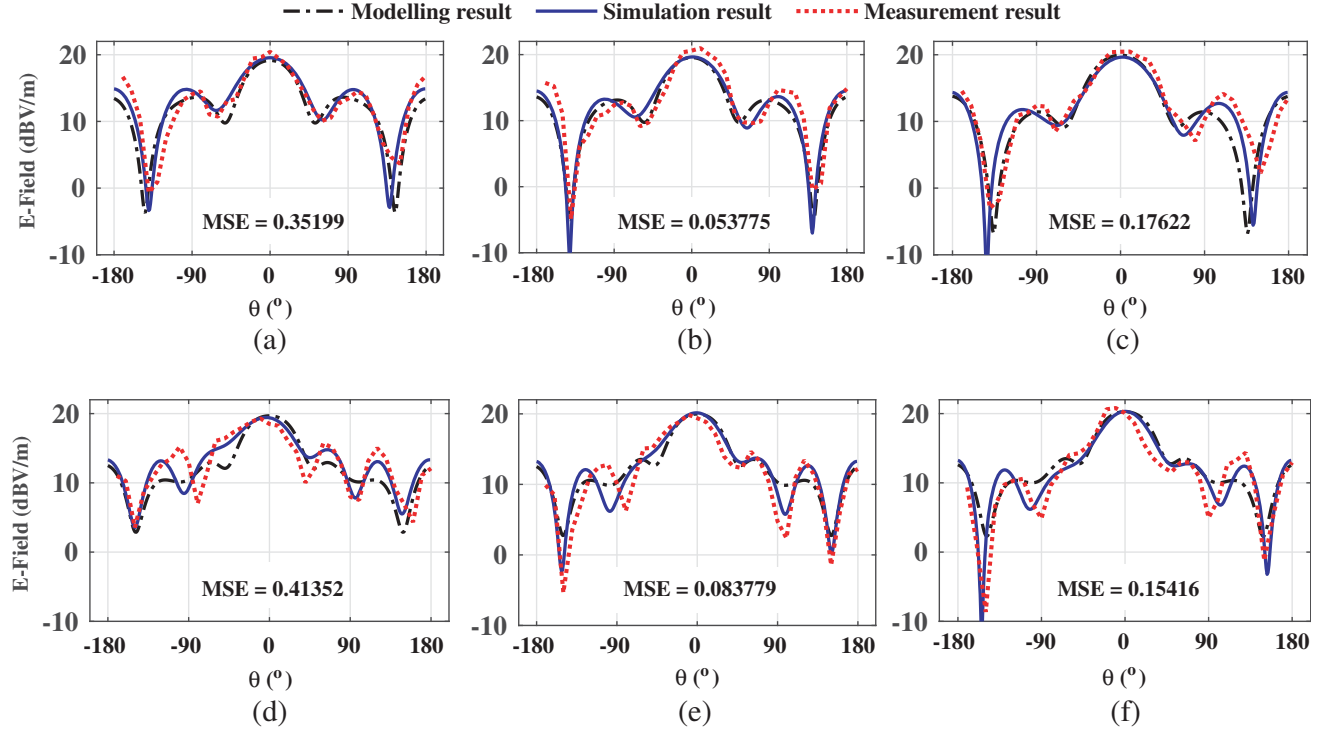 Modelling result Simulation result Measurement result
E-Field (dBV/m)
20
10
0
-10
MSE = 0.35199
-180 -90 0 90 180
θ (º)
(a)
20
10
0
-10
MSE = 0.053775
-180 -90 0 90 180
θ (º)
(b)
20
10
0
-10
MSE = 0.17622
-180 -90 0 90 180
θ (º)
(c)
E-Field (dBV/m)
20
10
0
-10
MSE = 0.41352
-180 -90 0 90 180
θ (º)
(d)
20
10
0
-10
MSE = 0.083779
-180 -90 0 90 180
θ (º)
(e)
20
10
0
-10
MSE = 0.15416
-180 -90 0 90 180
θ (º)
(f)